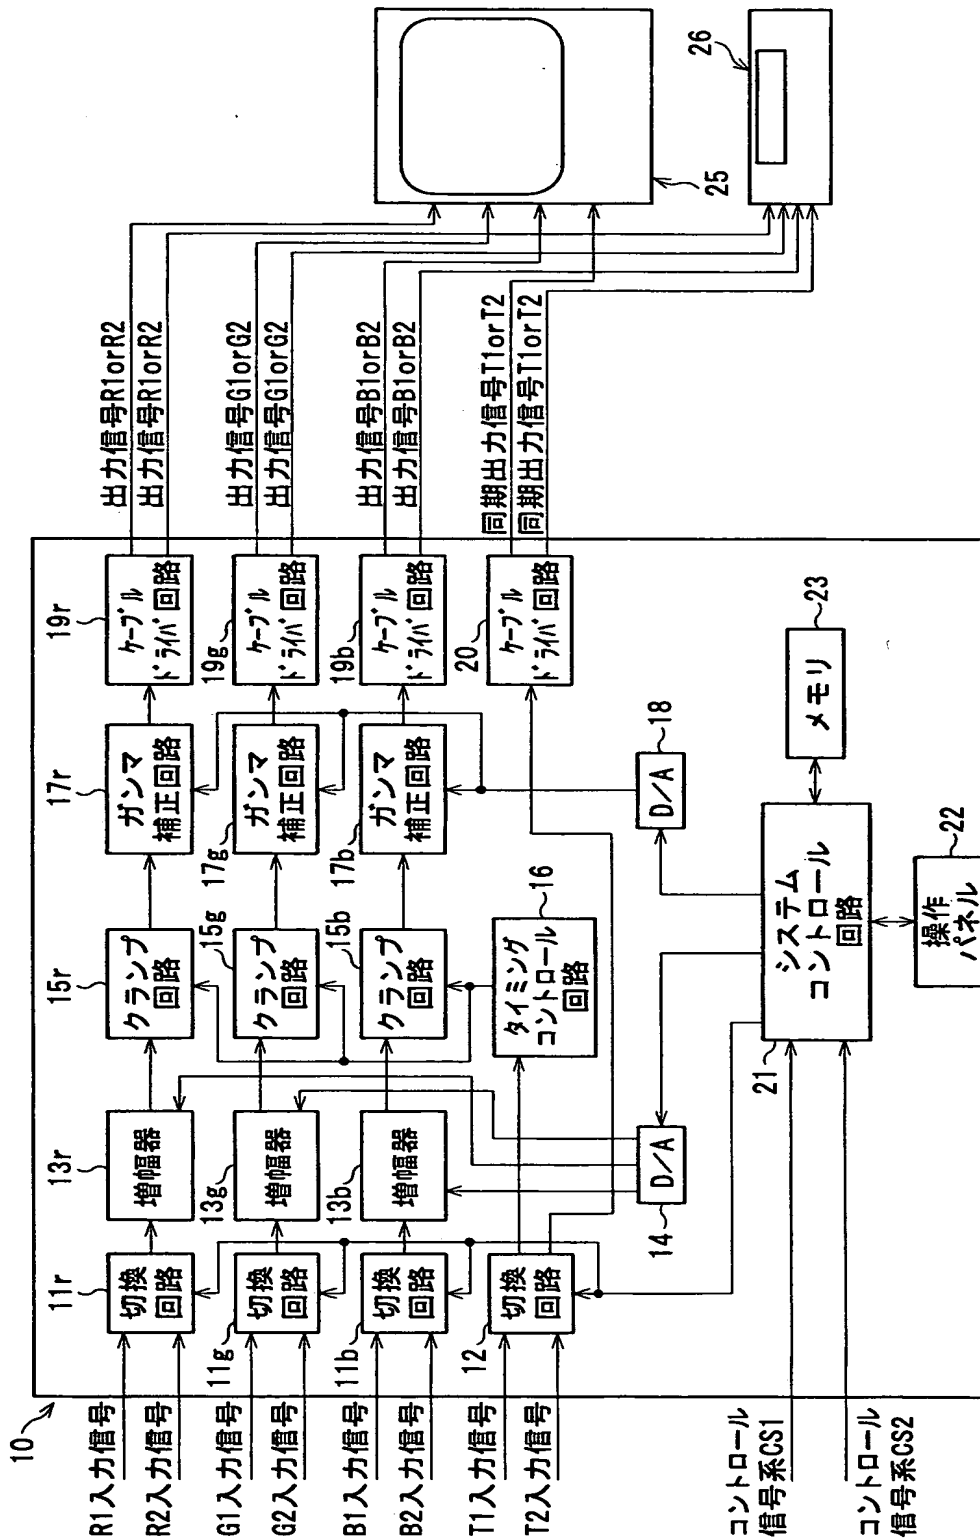 10
R1入力信号
R2入力信号
G1入力信号
G2入力信号
B1入力信号
B2入力信号
T1入力信号
T2入力信号
コントロール
信号系CS1
コントロール
信号系CS2
11r
切換
回路
11g
切換
回路
11b
切換
回路
12
切換
回路
13r
増幅器
13g
増幅器
13b
増幅器
14
D/A
15r
クランプ
回路
15g
クランプ
回路
15b
クランプ
回路
16
タイミング
コントロール
回路
17r
ガンマ
補正回路
17g
ガンマ
補正回路
17b
ガンマ
補正回路
18
D/A
19r
ケーブル
ドライバ回路
19g
ケーブル
ドライバ回路
19b
ケーブル
ドライバ回路
20
ケーブル
ドライバ回路
21
システム
コントロール
回路
22
操作
パネル
23
メモリ
出力信号R1orR2
出力信号R1orR2
出力信号G1orG2
出力信号G1orG2
出力信号B1orB2
出力信号B1orB2
同期出力信号T1orT2
同期出力信号T1orT2
25
26